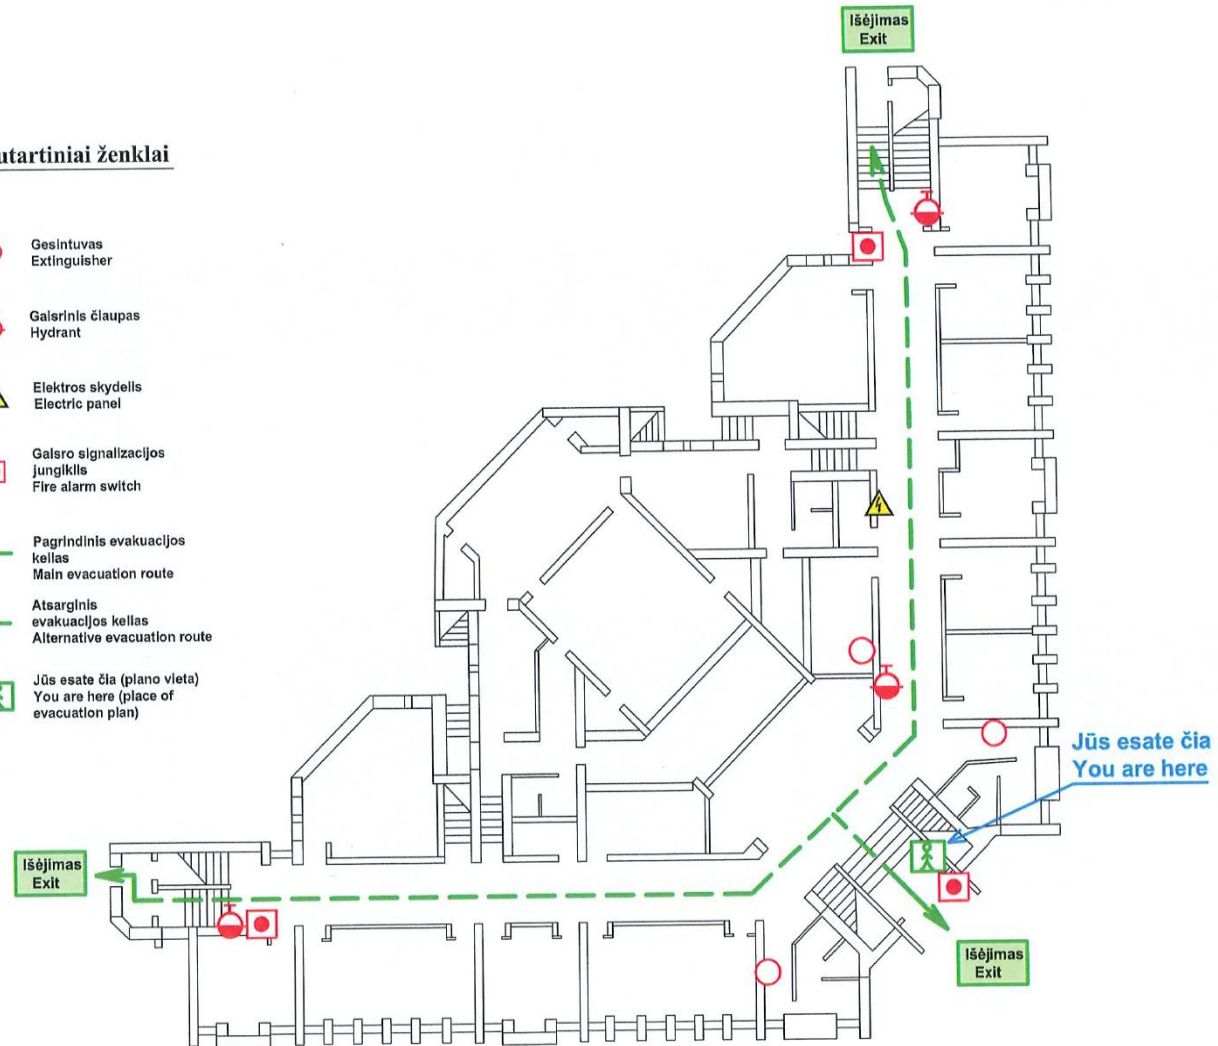 Išėjimas
Exit
utartiniai ženklai
Gesintuvas
Extinguisher
Gaisrinis čiaupas
Hydrant
Elektros skydelis
Electric panel
Gaisro signalizacijos
jungiklis
Fire alarm switch
Pagrindinis evakuacijos
kelias
Main evacuation route
Atsarginis
evakuacijos kelias
Alternative evacuation route
Jūs esate čia (plano vieta)
You are here (place of
evacuation plan)
Jūs esate čia
You are here
Išėjimas
Exit
Išėjimas
Exit